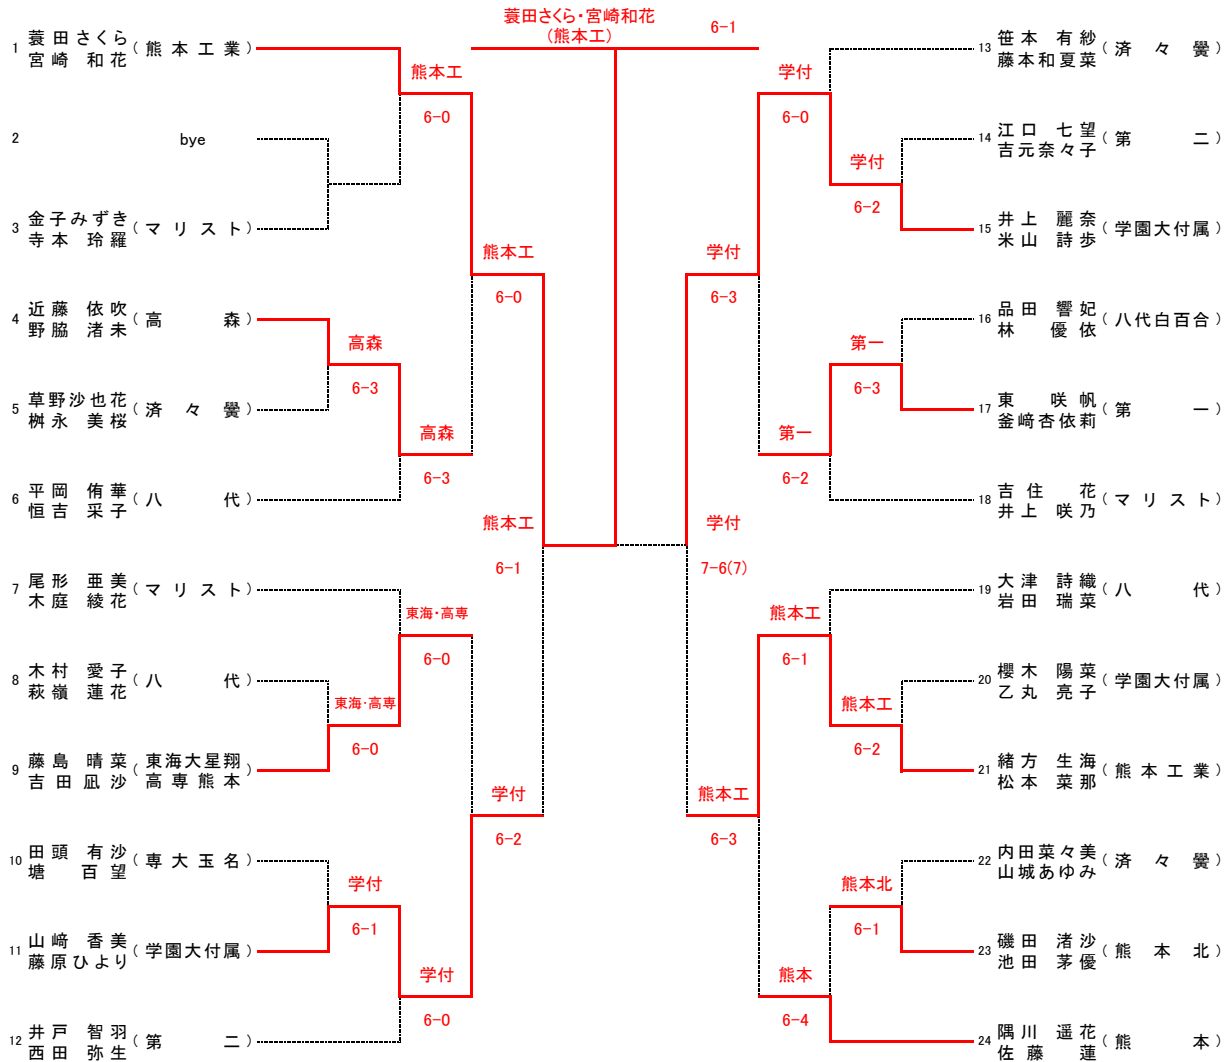 蓑田さくら・宮崎和花
(熊本工)
6-1
1 蓑田さくら (熊本工業)
宮崎 和花
熊本工
6-0
2 bye
3 金子みずき (マリスト)
寺本 玲羅
熊本工
6-0
4 近藤 依吹 (高 森)
野脇 渚未
高森
6-3
5 草野沙也花 (済々黌)
桝永 美桜
高森
6-3
6 平岡 侑華 (八 代)
恒吉 采子
熊本工
6-1
7 尾形 亜美 (マリスト)
木庭 綾花
東海・高専
6-0
8 木村 愛子 (八 代)
萩嶺 蓮花
東海・高専
6-0
9 藤島 晴菜 (東海大星翔
吉田 凪沙 高専熊本)
学付
6-2
10 田頭 有沙 (専大玉名)
塘 百望
学付
6-1
11 山﨑 香美 (学園大付属)
藤原ひより
学付
6-0
12 井戸 智羽 (第 二)
西田 弥生
13 笹本 有紗 (済々黌)
藤本和夏菜
学付
6-0
14 江口 七望 (第 二)
吉元奈々子
学付
6-2
15 井上 麗奈 (学園大付属)
米山 詩歩
学付
6-3
16 品田 響妃 (八代白百合)
林 優依
第一
6-3
17 東 咲帆 (第 一)
釜﨑杏依莉
第一
6-2
18 吉住 花 (マリスト)
井上 咲乃
学付
7-6(7)
19 大津 詩織 (八 代)
岩田 瑞菜
熊本工
6-1
20 櫻木 陽菜 (学園大付属)
乙丸 亮子
熊本工
6-2
21 緒方 生海 (熊本工業)
松本 菜那
熊本工
6-3
22 内田菜々美 (済々黌)
山城あゆみ
熊本北
6-1
23 磯田 渚沙 (熊本北)
池田 茅優
熊本
6-4
24 隅川 遥花 (熊 本)
佐藤 蓮